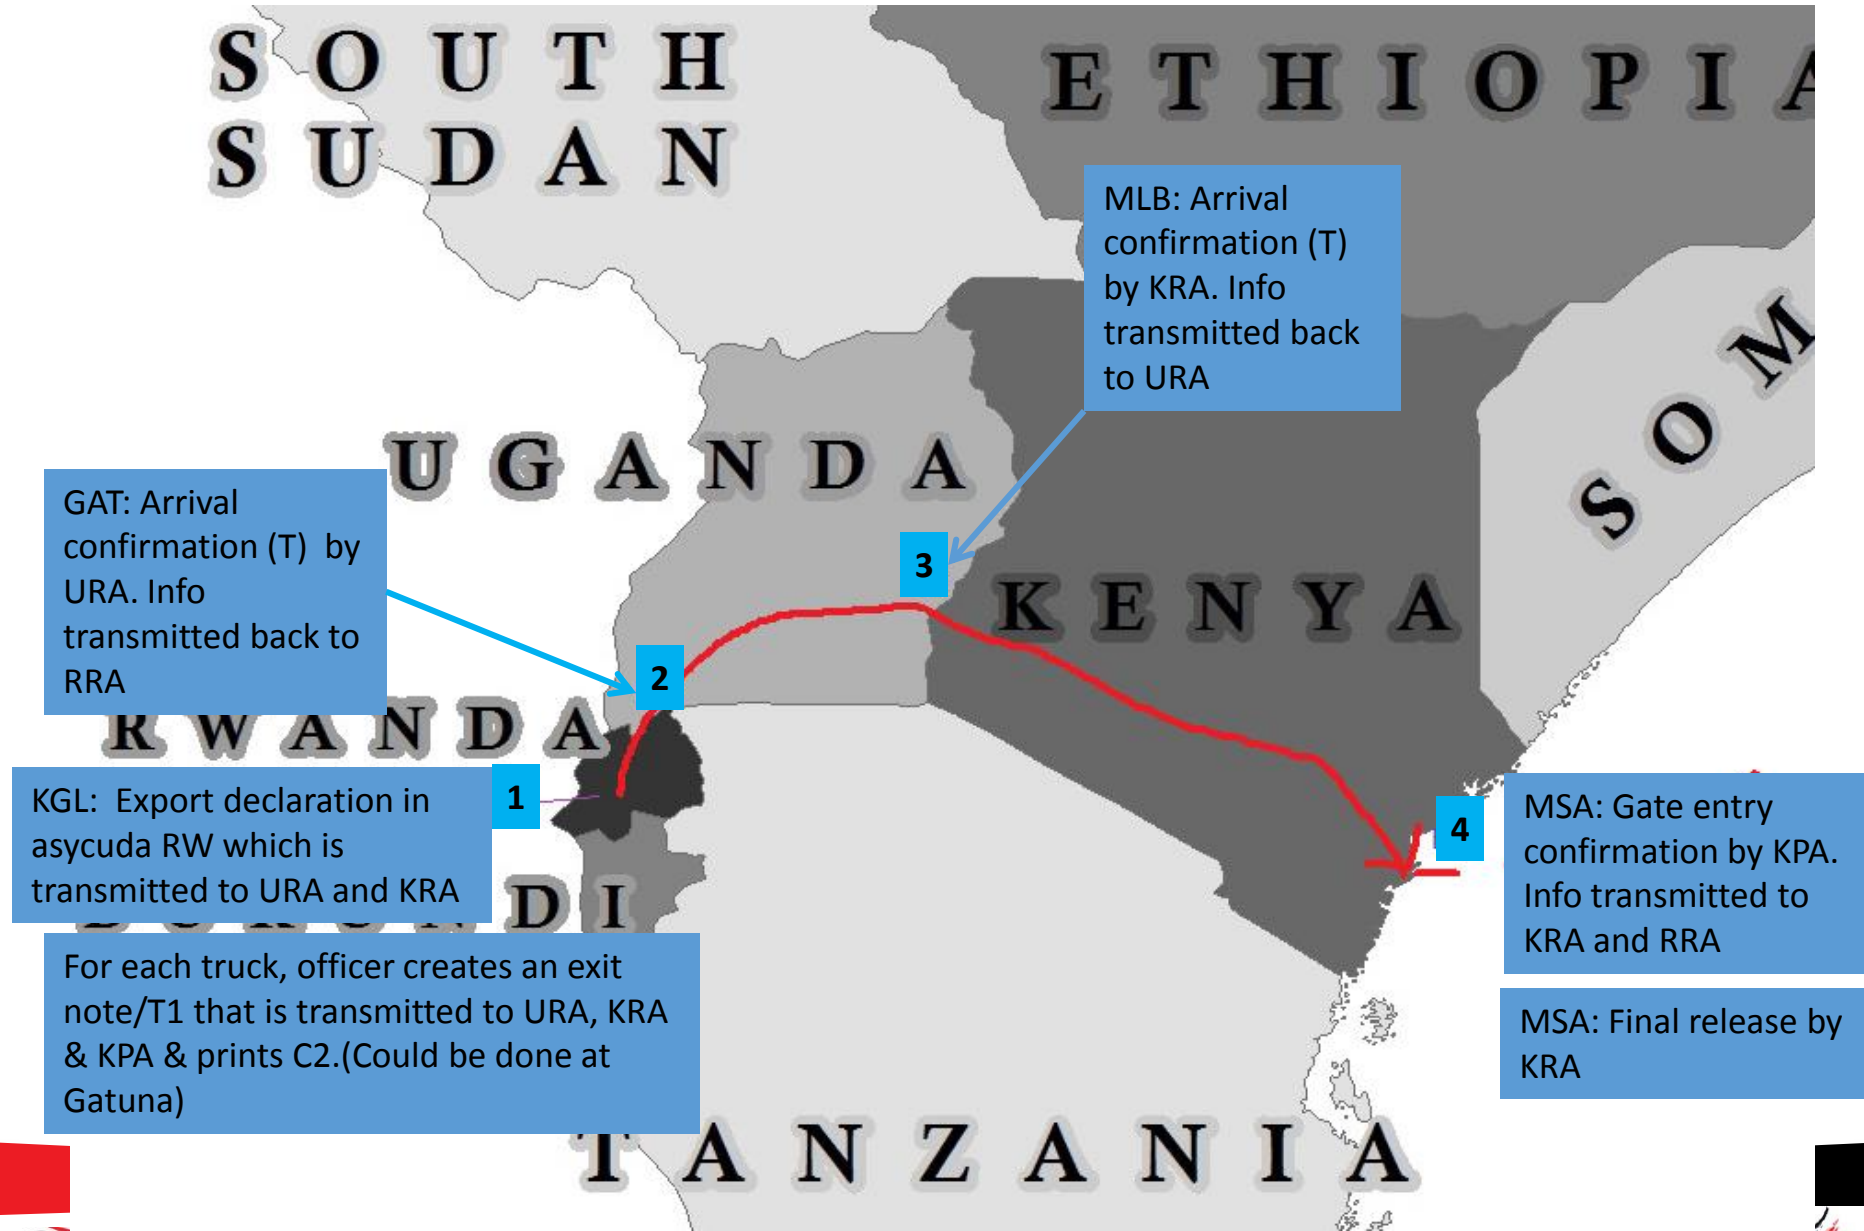 SOUTH
SUDAN
ETHIOPIA
MLB: Arrival
confirmation (T)
by KRA. Info
transmitted back
to URA
SOM
UGANDA
GAT: Arrival
confirmation (T) by
URA. Info
transmitted back to
RRA
3
KENYA
2
RWANDA
KGL: Export declaration in
asycuda RW which is
transmitted to URA and KRA
1
4
MSA: Gate entry
confirmation by KPA.
Info transmitted to
KRA and RRA
BURUNDI
For each truck, officer creates an exit
note/T1 that is transmitted to URA, KRA
& KPA & prints C2.(Could be done at
Gatuna)
MSA: Final release by
KRA
TANZANIA